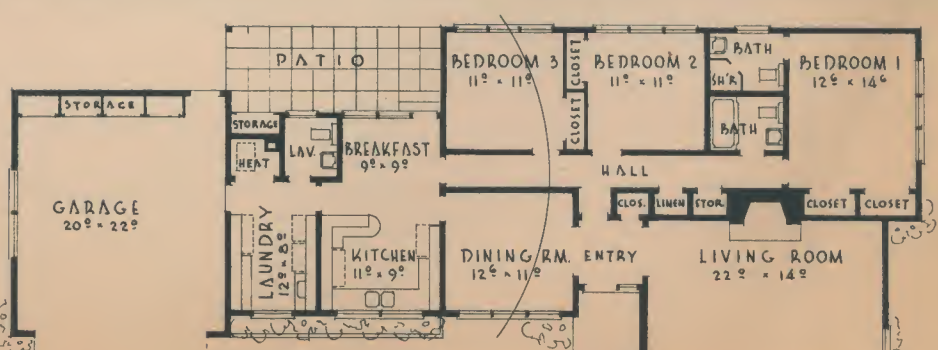 PATIO
BEDROOM 3
11⁰ x 11⁰
CLOSET
CLOSET
BEDROOM 2
11⁰ x 11⁰
BATH
SH'R
BATH
BEDROOM 1
12⁶ x 14⁶
STORAGE
STORAGE
HEAT
LAV.
BREAKFAST
9⁰ x 9⁰
HALL
CLOS.
LINEN
STOR.
CLOSET
CLOSET
GARAGE
20⁰ x 22⁰
LAUNDRY
12⁰ x 8⁰
KITCHEN
11⁰ x 9⁰
DINING RM.
12⁶ x 11⁰
ENTRY
LIVING ROOM
22⁰ x 14⁰